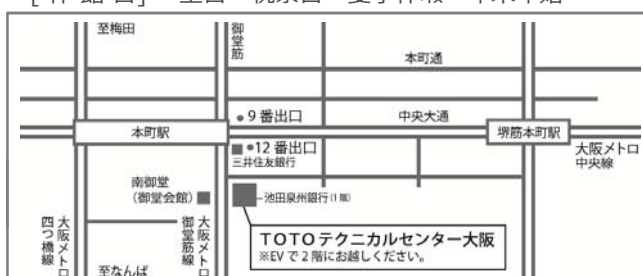 至梅田
御堂筋
本町通
●9番出口
中央大通
本町駅
●12番出口
三井住友銀行
堺筋本町駅
大阪メトロ
中央線
南御堂
(御堂会館)
池田泉州銀行(1階)
大阪メトロ
四つ橋線
大阪メトロ
御堂筋線
TOTOテクニカルセンター大阪
※EVで2階にお越しください。
至なんば